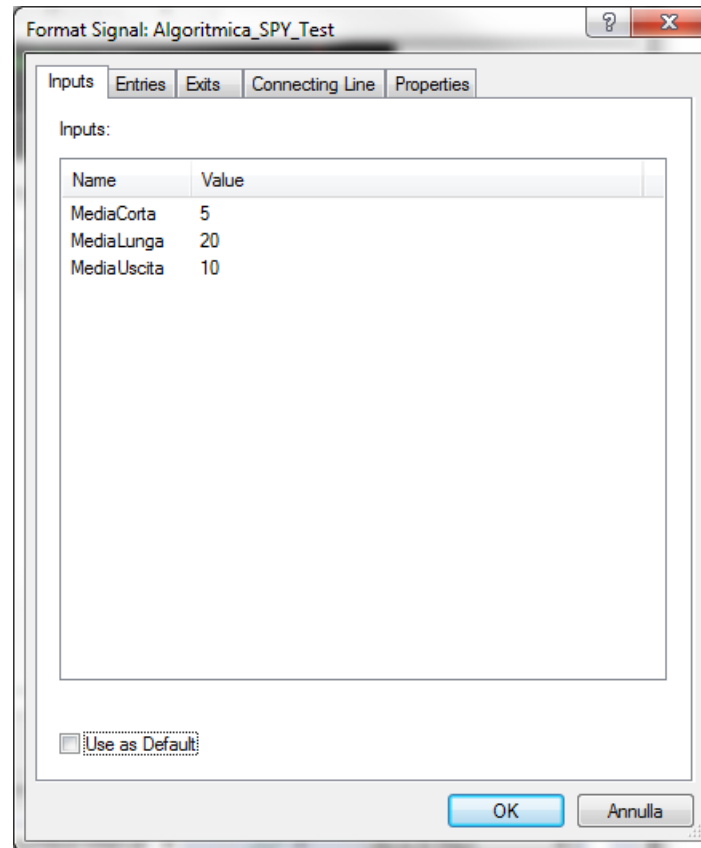 Format Signal: Algoritmica_SPY_Test
Inputs Entries Exits Connecting Line Properties
Inputs:
Name Value
MediaCorta 5
MediaLunga 20
MediaUscita 10
Use as Default
OK Annulla